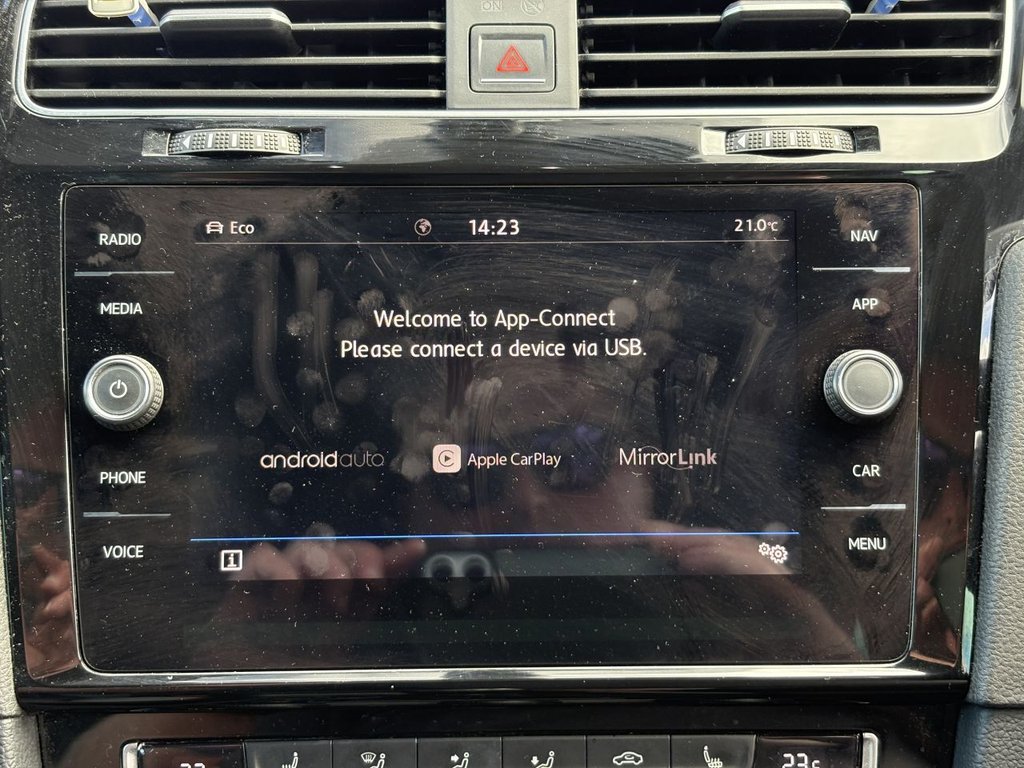 ON
RADIO
MEDIA
PHONE
VOICE
Eco
14:23
21.0°C
Welcome to App-Connect
Please connect a device via USB.
androidauto
Apple CarPlay
MirrorLink
i
NAV
APP
CAR
MENU